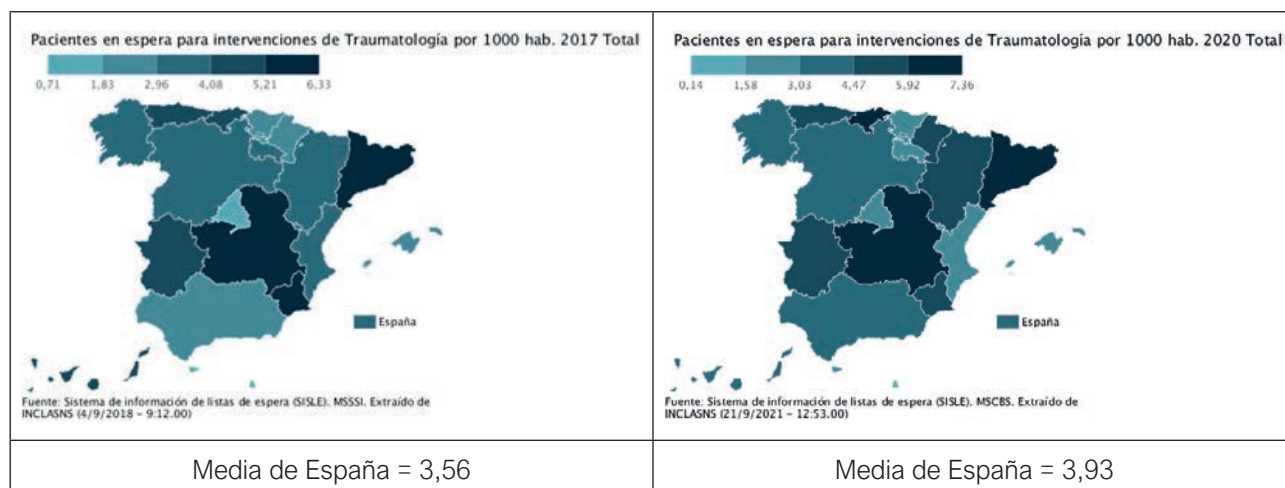 Pacientes en espera para intervenciones de Traumatología por 1000 hab. 2017 Total
0,71 1,83 2,96 4,08 5,21 6,33
España
Fuente: Sistema de información de listas de espera (SISLE). MSSSI. Extraído de
INCLASNS (4/9/2018 – 9:12.00)
Media de España = 3,56
Pacientes en espera para intervenciones de Traumatología por 1000 hab. 2020 Total
0,14 1,58 3,03 4,47 5,92 7,36
España
Fuente: Sistema de información de listas de espera (SISLE). MSCBS. Extraído de
INCLASNS (21/9/2021 – 12:53.00)
Media de España = 3,93